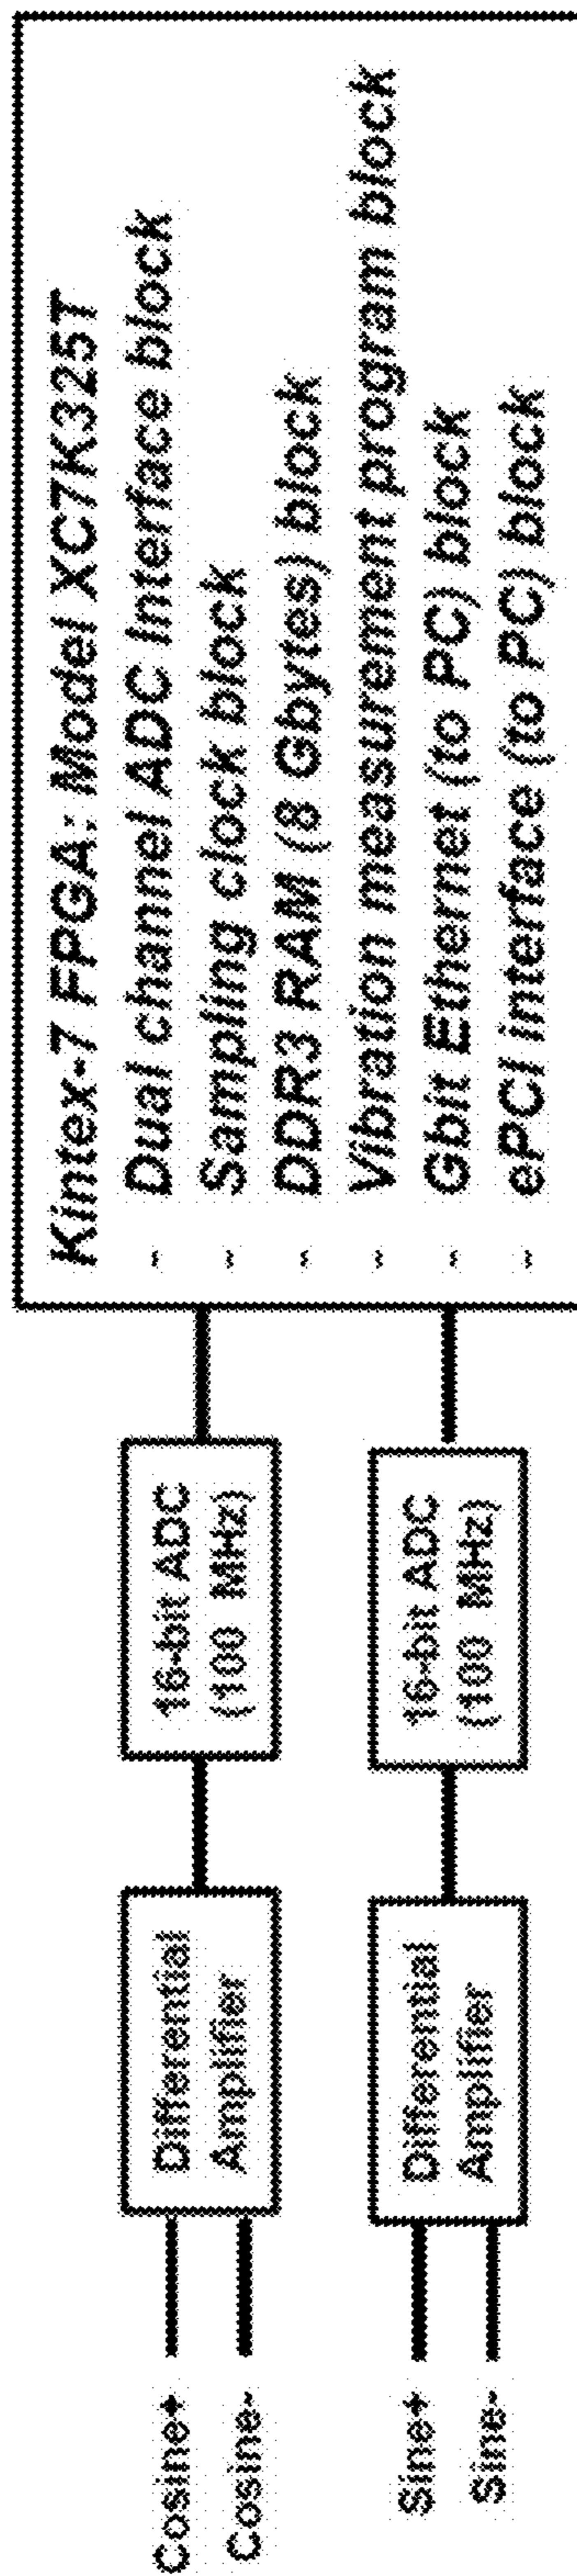 Cosine+
Cosine-
Sine+
Sine-
Differential
Amplifier
Differential
Amplifier
16-bit ADC
(100 MHz)
16-bit ADC
(100 MHz)
Kintex-7 FPGA: Model XC7K325T
- Dual channel ADC Interface block
- Sampling clock block
- DDR3 RAM (8 Gbytes) block
- Vibration measurement program block
- Gbit Ethernet (to PC) block
- ePCI interface (to PC) block